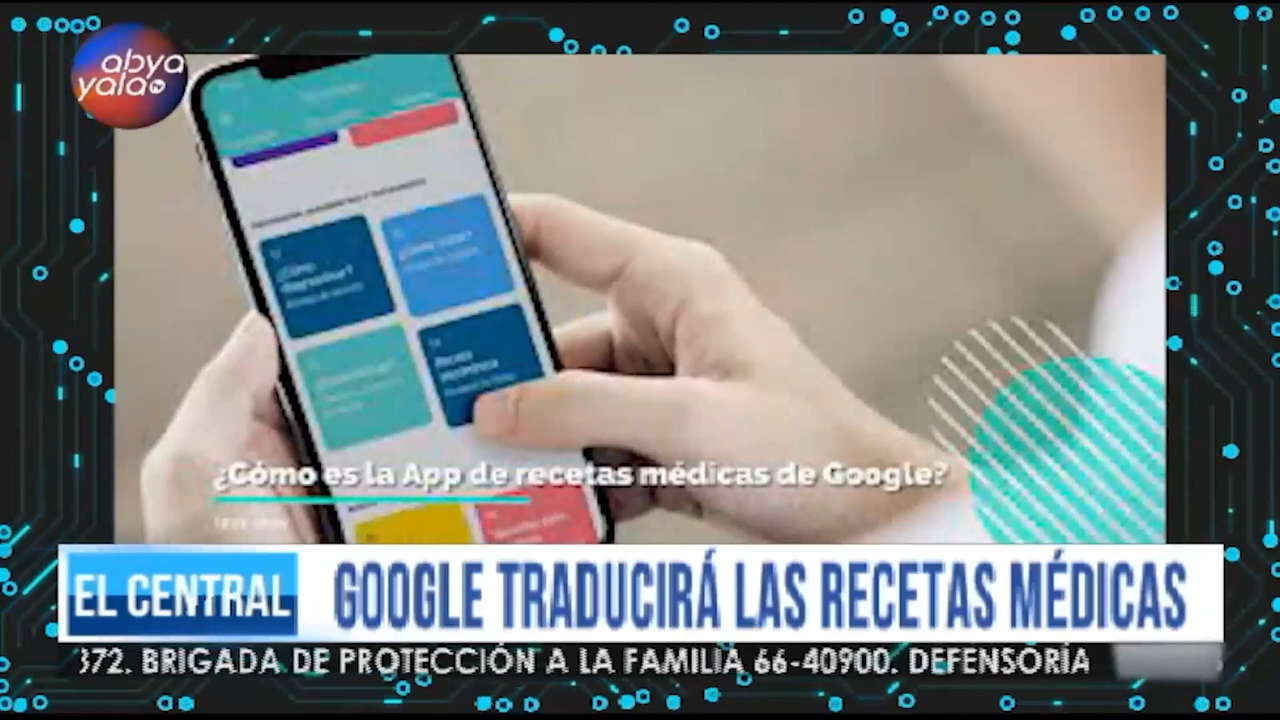 abya
yala tv
¿Cómo es la App de recetas médicas de Google?
EL CENTRAL
GOOGLE TRADUCIRÁ LAS RECETAS MÉDICAS
372. BRIGADA DE PROTECCIÓN A LA FAMILIA 66-40900. DEFENSORÍA